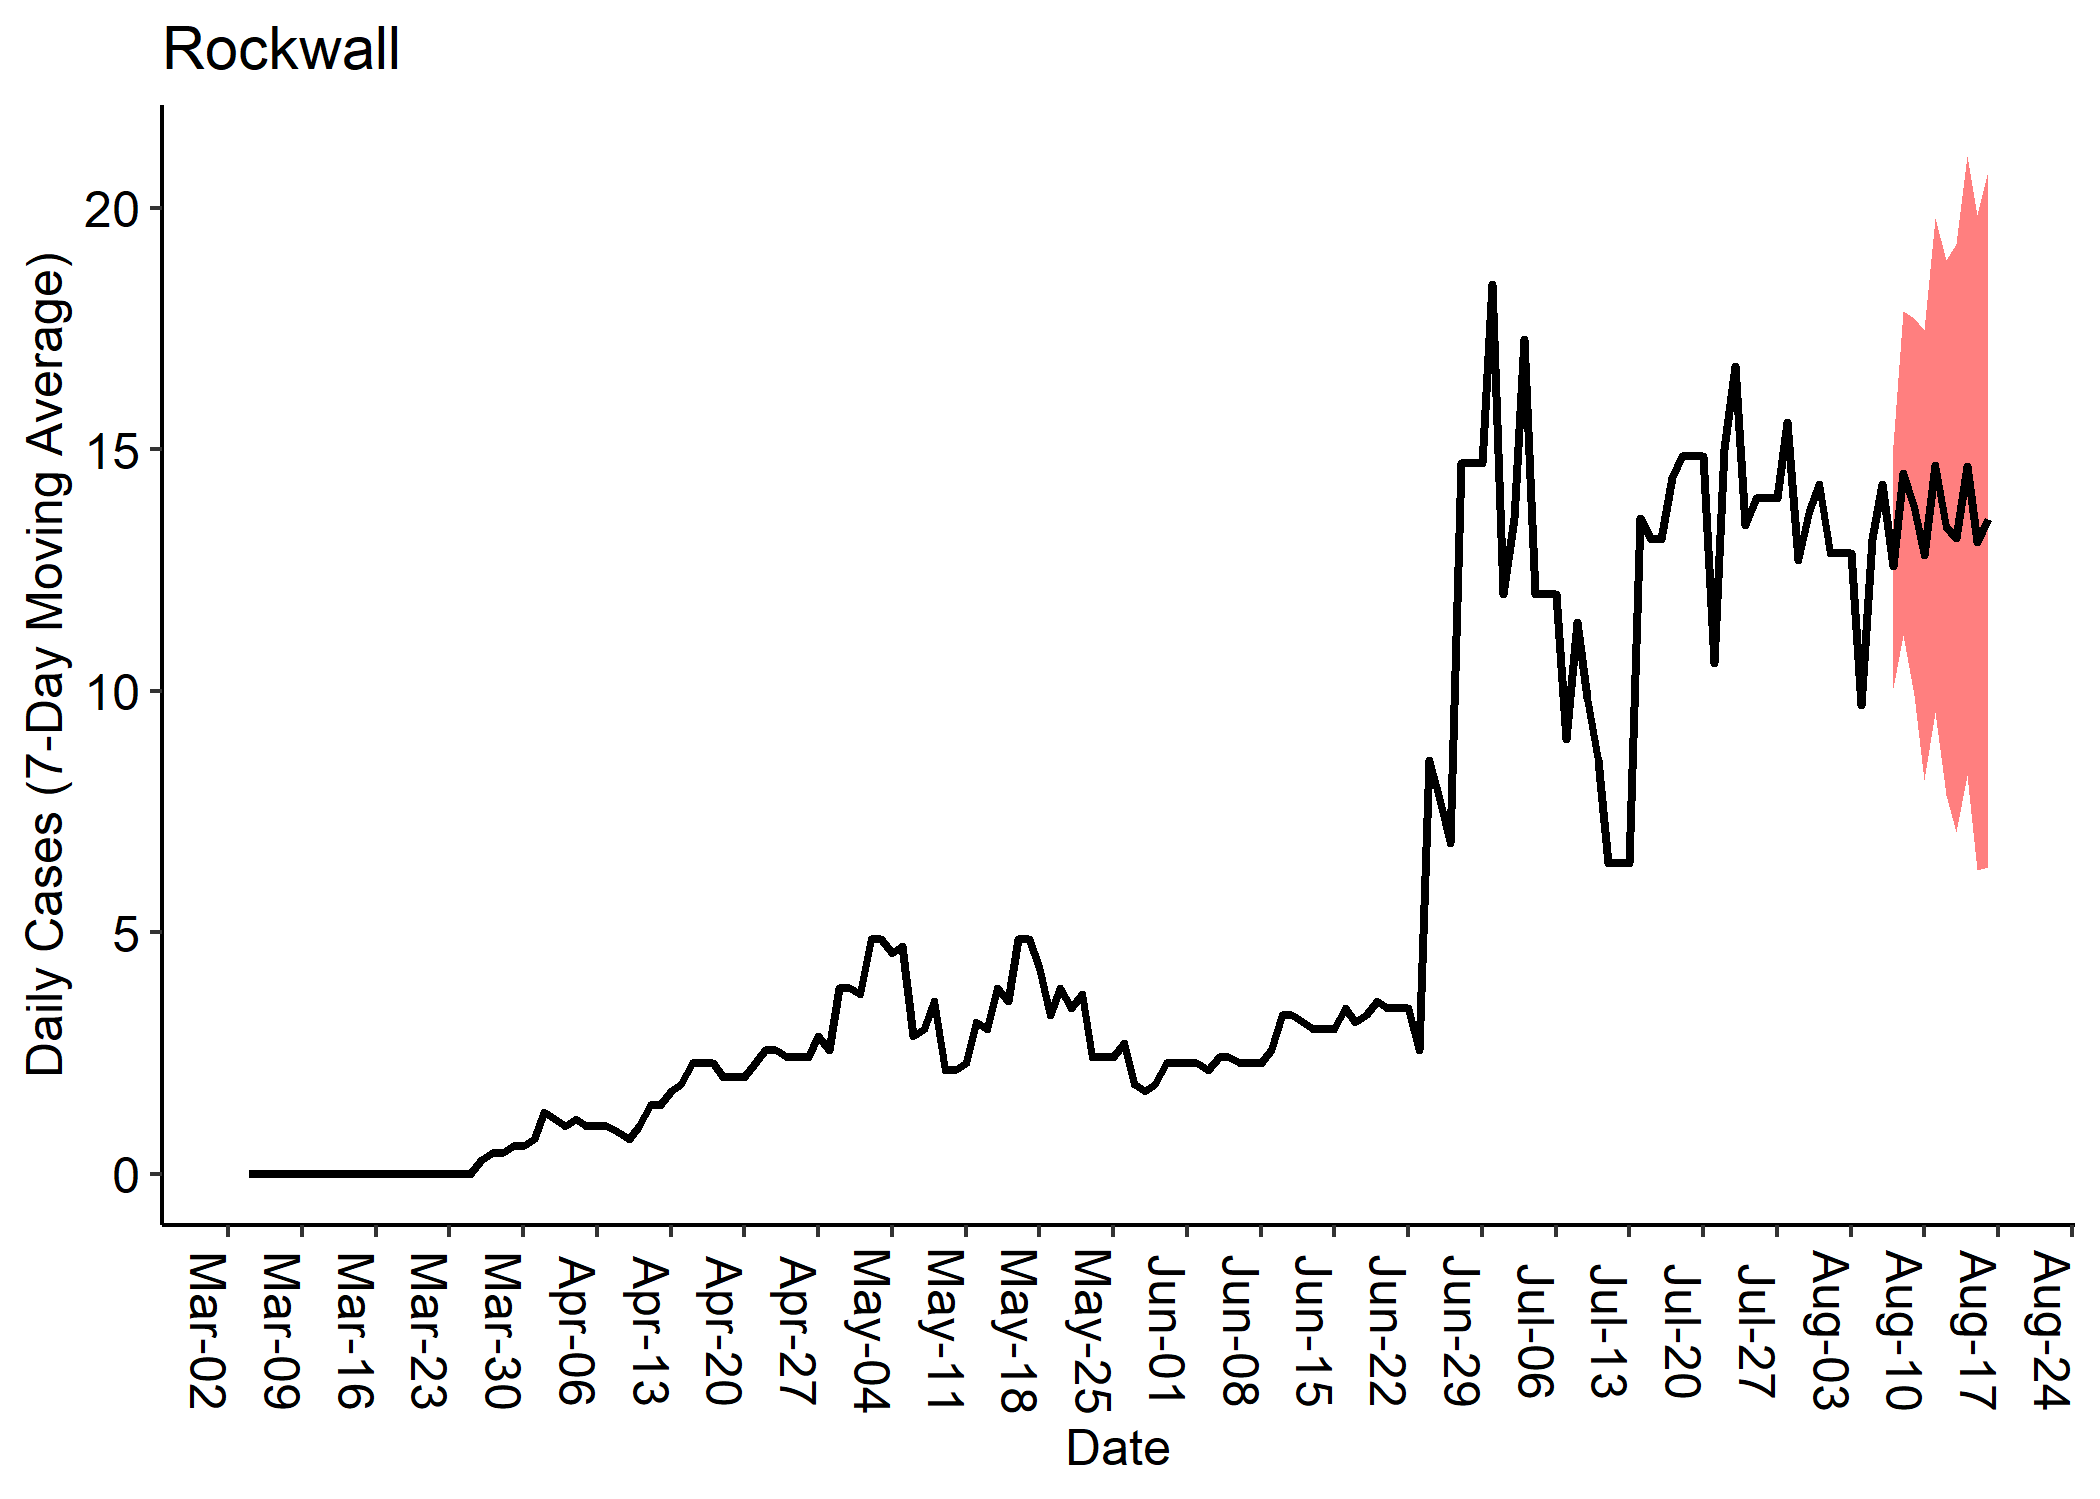 Rockwall
Daily Cases (7-Day Moving Average)
20
15
10
5
0
Mar-02
Mar-09
Mar-16
Mar-23
Mar-30
Apr-06
Apr-13
Apr-20
Apr-27
May-04
May-11
May-18
May-25
Jun-01
Jun-08
Jun-15
Jun-22
Jun-29
Jul-06
Jul-13
Jul-20
Jul-27
Aug-03
Aug-10
Aug-17
Aug-24
Date